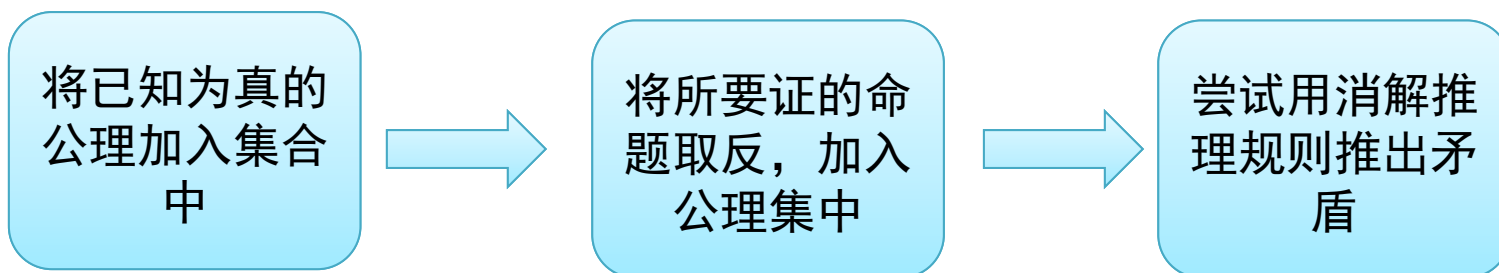 将已知为真的
公理加入集合
中
将所要证的命
题取反，加入
公理集中
尝试用消解推
理规则推出矛
盾